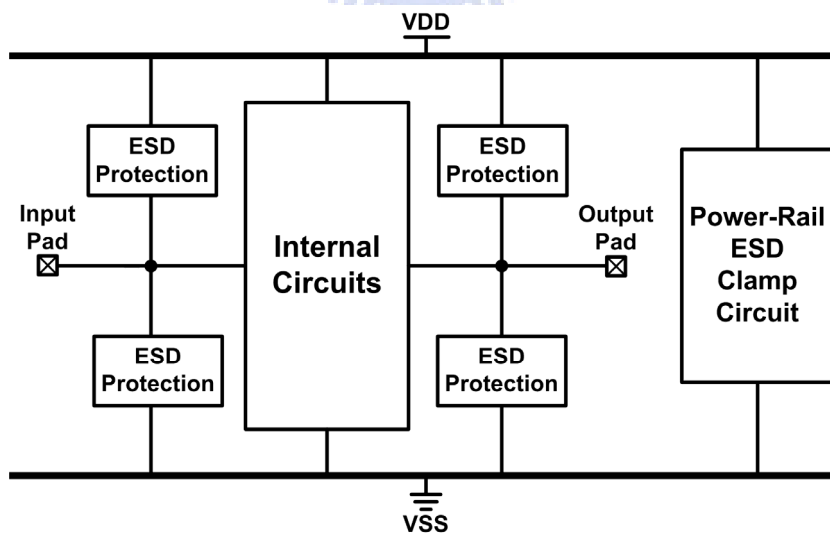 VDD
ESD
Protection
ESD
Protection
Input
Pad
Internal
Circuits
Output
Pad
Power-Rail
ESD
Clamp
Circuit
ESD
Protection
ESD
Protection
VSS